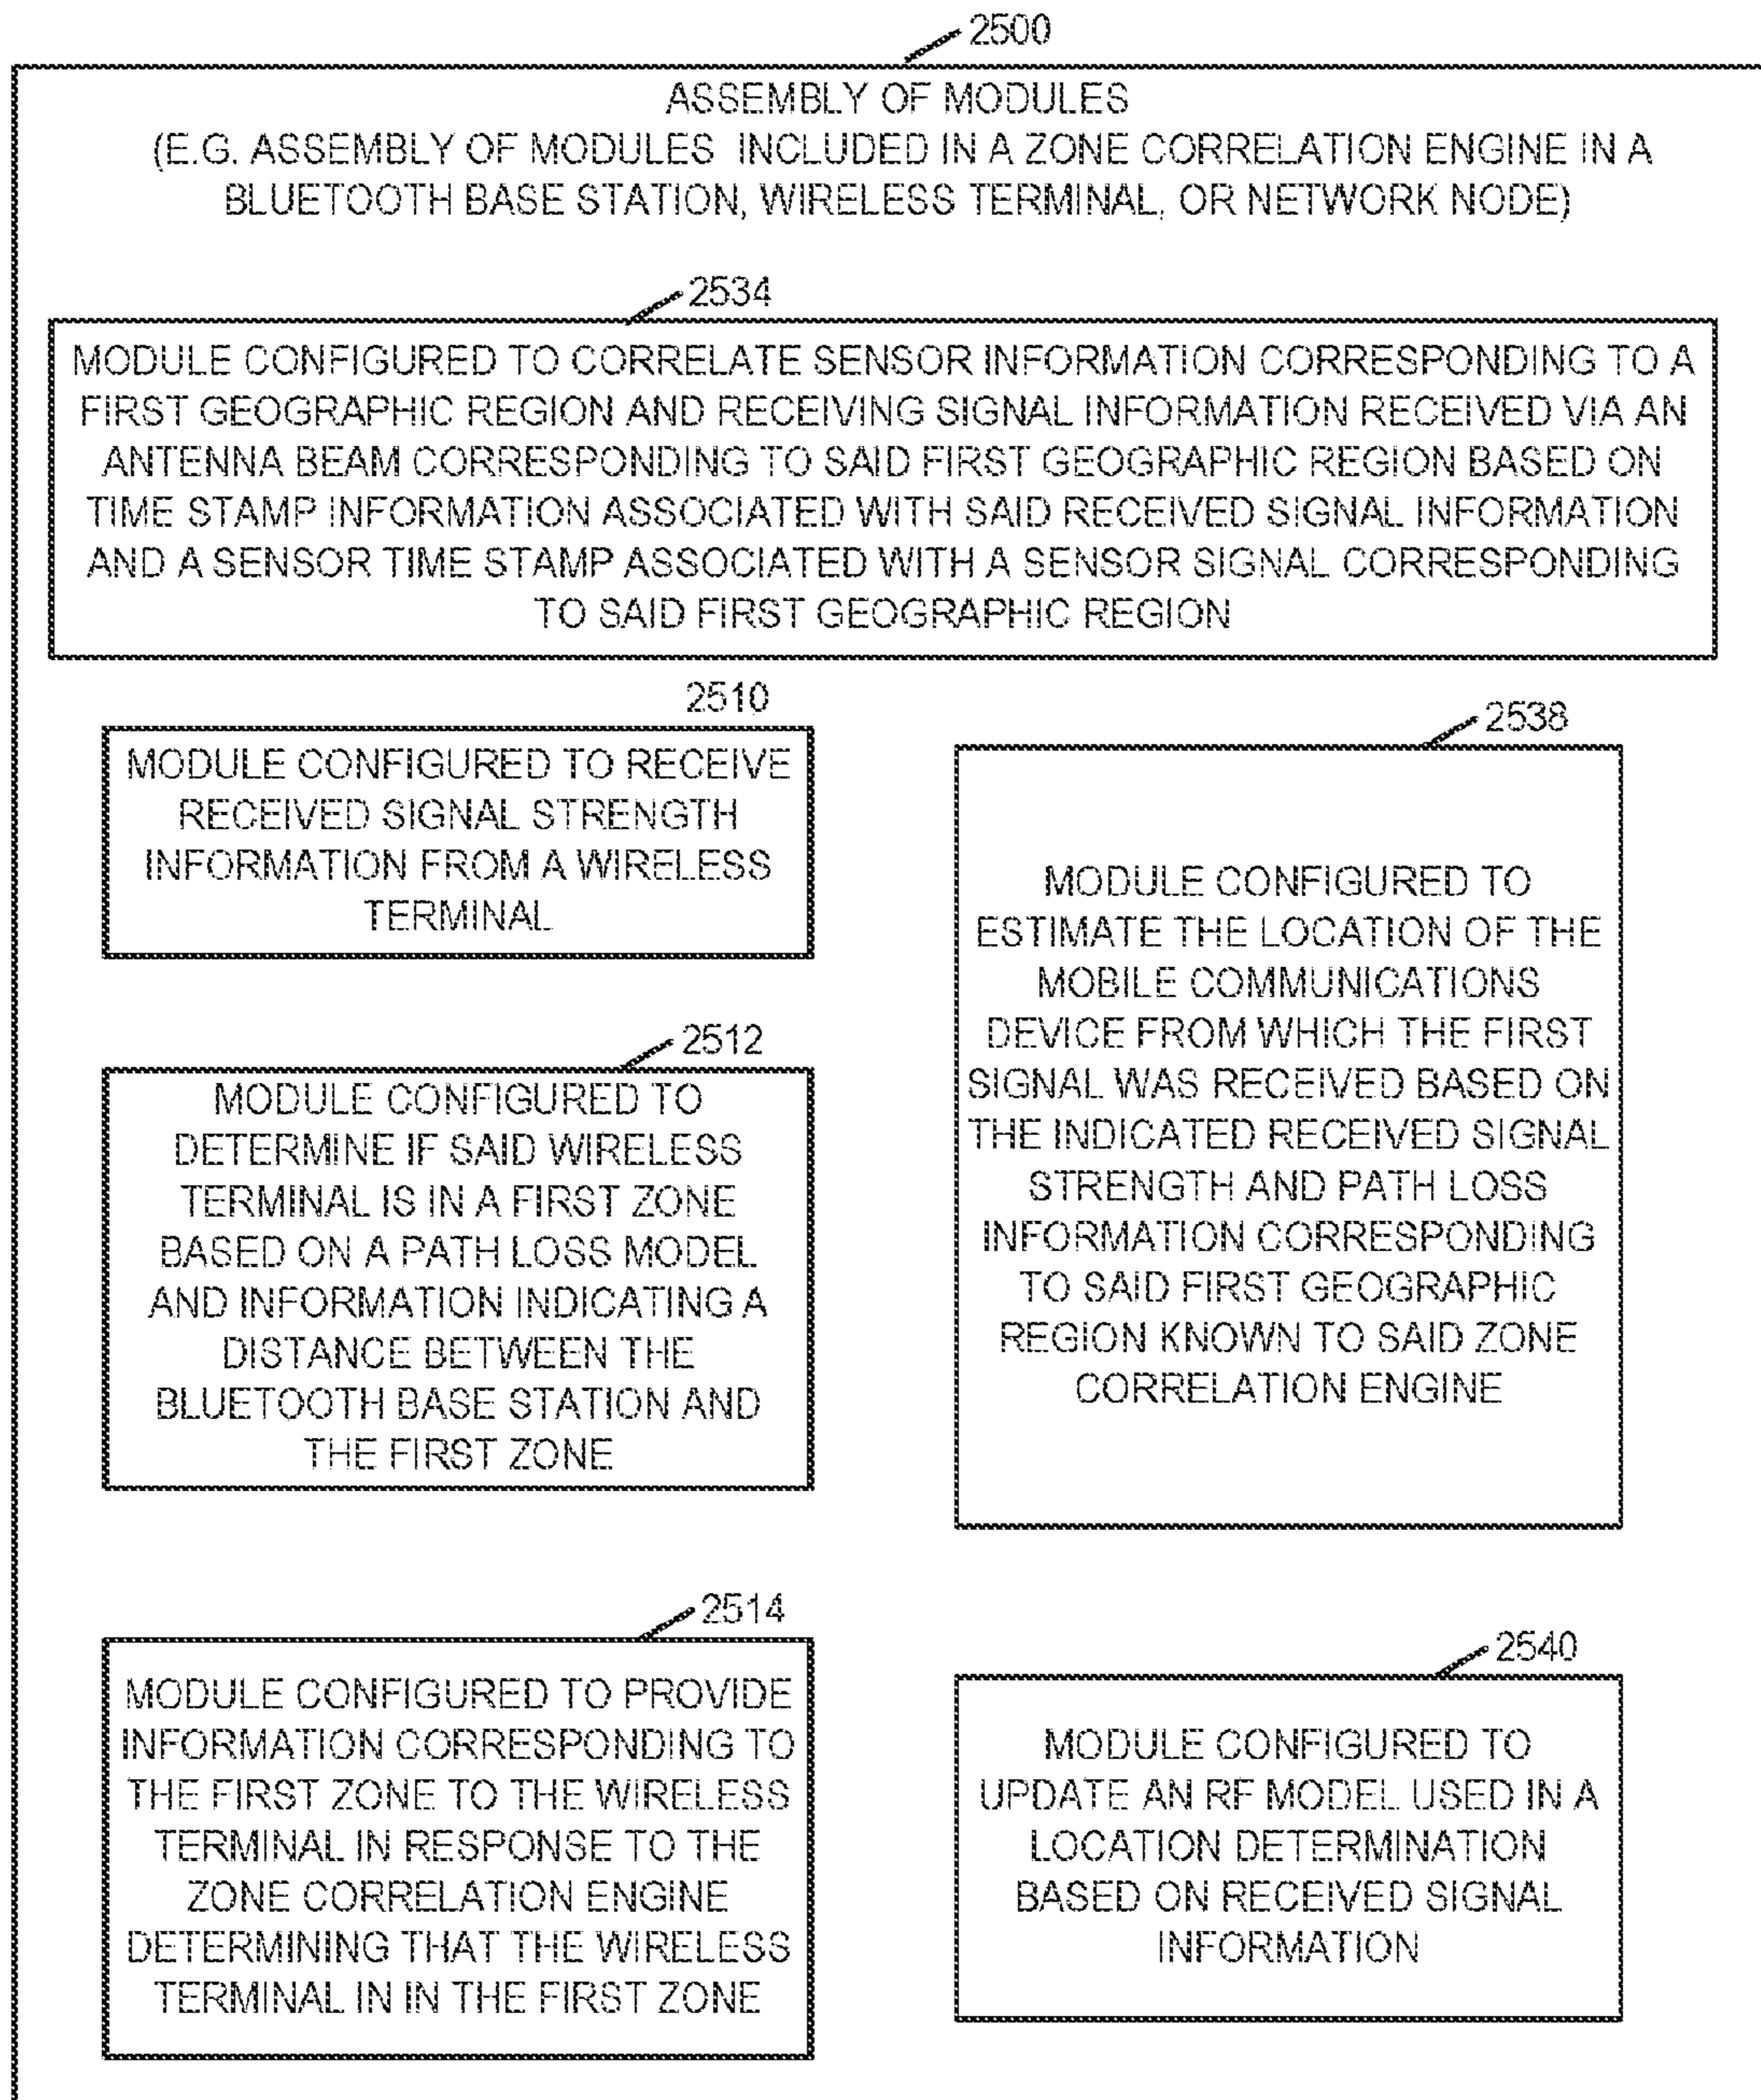 2500
ASSEMBLY OF MODULES
(E.G. ASSEMBLY OF MODULES INCLUDED IN A ZONE CORRELATION ENGINE IN A
BLUETOOTH BASE STATION, WIRELESS TERMINAL, OR NETWORK NODE)
2534
MODULE CONFIGURED TO CORRELATE SENSOR INFORMATION CORRESPONDING TO A
FIRST GEOGRAPHIC REGION AND RECEIVING SIGNAL INFORMATION RECEIVED VIA AN
ANTENNA BEAM CORRESPONDING TO SAID FIRST GEOGRAPHIC REGION BASED ON
TIME STAMP INFORMATION ASSOCIATED WITH SAID RECEIVED SIGNAL INFORMATION
AND A SENSOR TIME STAMP ASSOCIATED WITH A SENSOR SIGNAL CORRESPONDING
TO SAID FIRST GEOGRAPHIC REGION
2510
MODULE CONFIGURED TO RECEIVE
RECEIVED SIGNAL STRENGTH
INFORMATION FROM A WIRELESS
TERMINAL
2512
MODULE CONFIGURED TO
DETERMINE IF SAID WIRELESS
TERMINAL IS IN A FIRST ZONE
BASED ON A PATH LOSS MODEL
AND INFORMATION INDICATING A
DISTANCE BETWEEN THE
BLUETOOTH BASE STATION AND
THE FIRST ZONE
2514
MODULE CONFIGURED TO PROVIDE
INFORMATION CORRESPONDING TO
THE FIRST ZONE TO THE WIRELESS
TERMINAL IN RESPONSE TO THE
ZONE CORRELATION ENGINE
DETERMINING THAT THE WIRELESS
TERMINAL IN IN THE FIRST ZONE
2538
MODULE CONFIGURED TO
ESTIMATE THE LOCATION OF THE
MOBILE COMMUNICATIONS
DEVICE FROM WHICH THE FIRST
SIGNAL WAS RECEIVED BASED ON
THE INDICATED RECEIVED SIGNAL
STRENGTH AND PATH LOSS
INFORMATION CORRESPONDING
TO SAID FIRST GEOGRAPHIC
REGION KNOWN TO SAID ZONE
CORRELATION ENGINE
2540
MODULE CONFIGURED TO
UPDATE AN RF MODEL USED IN A
LOCATION DETERMINATION
BASED ON RECEIVED SIGNAL
INFORMATION